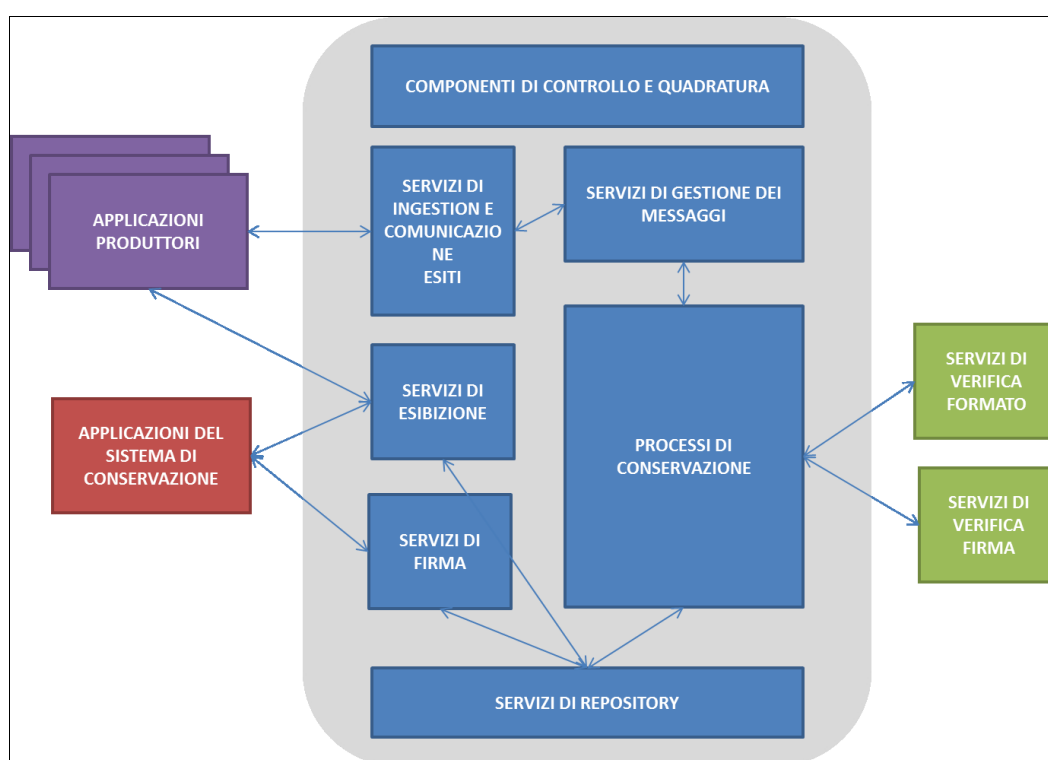 COMPONENTI DI CONTROLLO E QUADRATURA
SERVIZI DI
INGESTION E
COMUNICAZIO
NE
ESITI
SERVIZI DI GESTIONE DEI
MESSAGGI
APPLICAZIONI
PRODUTTORI
SERVIZI DI
ESIBIZIONE
APPLICAZIONI DEL
SISTEMA DI
CONSERVAZIONE
PROCESSI DI
CONSERVAZIONE
SERVIZI DI
VERIFICA
FORMATO
SERVIZI DI
FIRMA
SERVIZI DI
VERIFICA
FIRMA
SERVIZI DI REPOSITORY